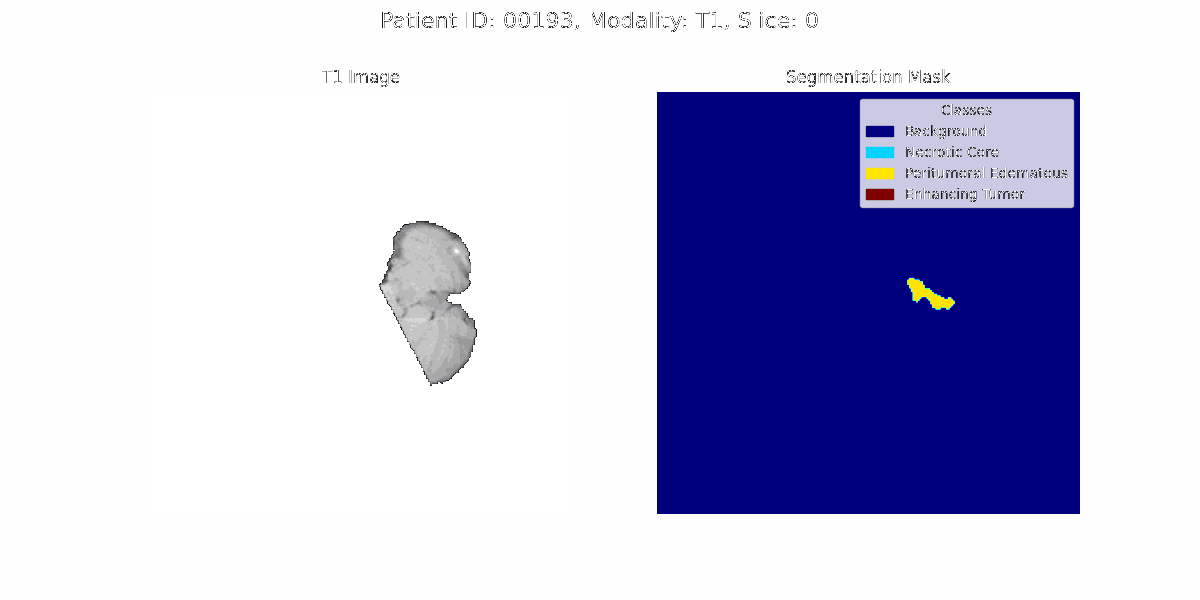 Patient ID: 00193, Modality: T1, Slice: 0
T1 Image
Segmentation Mask
Classes
Background
Necrotic Core
Peritumoral Edematous
Enhancing Tumor